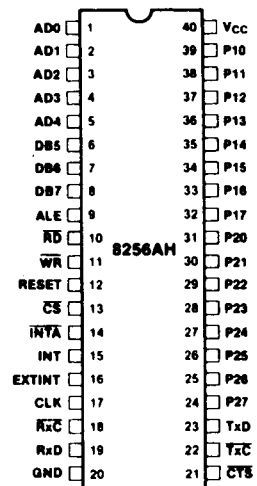 AD0 1 40 VCC
AD1 2 39 P10
AD2 3 38 P11
AD3 4 37 P12
AD4 5 36 P13
DB5 6 35 P14
DB6 7 34 P15
DB7 8 33 P16
ALE 9 32 P17
RD 10 31 P20
8256AH
WR 11 30 P21
RESET 12 29 P22
CS 13 28 P23
INTA 14 27 P24
INT 15 26 P25
EXTINT 16 25 P26
CLK 17 24 P27
RxC 18 23 TxD
RxD 19 22 TxC
GND 20 21 CTS